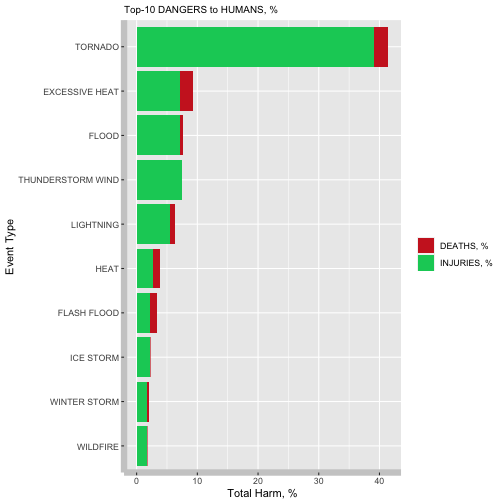 Top-10 DANGERS to HUMANS, %
TORNADO
EXCESSIVE HEAT
FLOOD
THUNDERSTORM WIND
LIGHTNING
HEAT
FLASH FLOOD
ICE STORM
WINTER STORM
WILDFIRE
Event Type
0 10 20 30 40
Total Harm, %
DEATHS, %
INJURIES, %